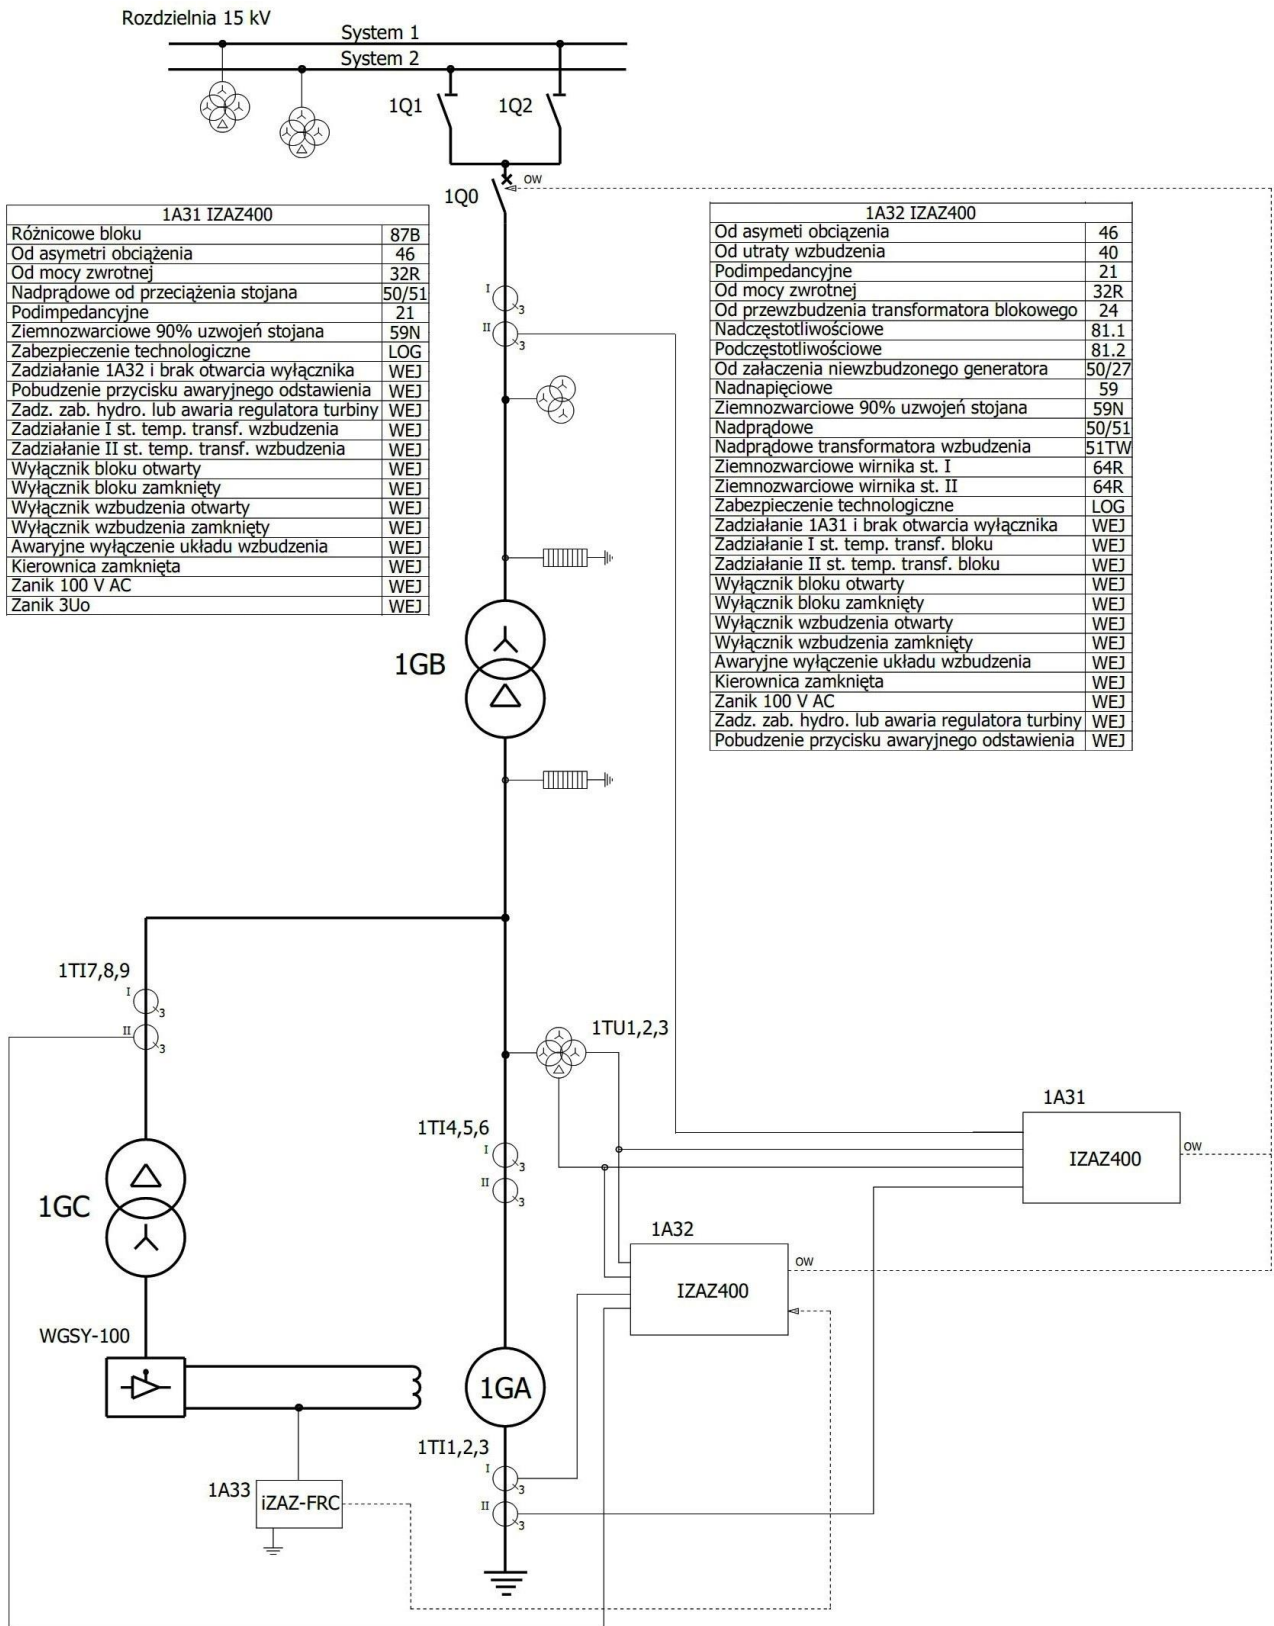 Rozdzielnia 15 kV
System 1
System 2
1Q1
1Q2
OW
1Q0
1A31 IZAZ400
Różnicowe bloku 87B
Od asymetri obciążenia 46
Od mocy zwrotnej 32R
Nadprądowe od przeciążenia stojana 50/51
Podimpedancyjne 21
Ziemnozwarciowe 90% uzwojeń stojana 59N
Zabezpieczenie technologiczne LOG
Zadziałanie 1A32 i brak otwarcia wyłącznika WEJ
Pobudzenie przycisku awaryjnego odstawienia WEJ
Zadz. zab. hydro. lub awaria regulatora turbiny WEJ
Zadziałanie I st. temp. transf. wzbudzenia WEJ
Zadziałanie II st. temp. transf. wzbudzenia WEJ
Wyłącznik bloku otwarty WEJ
Wyłącznik bloku zamknięty WEJ
Wyłącznik wzbudzenia otwarty WEJ
Wyłącznik wzbudzenia zamknięty WEJ
Awaryjne wyłączenie układu wzbudzenia WEJ
Kierownica zamknięta WEJ
Zanik 100 V AC WEJ
Zanik 3Uo WEJ
1A32 IZAZ400
Od asymeti obciązenia 46
Od utraty wzbudzenia 40
Podimpedancyjne 21
Od mocy zwrotnej 32R
Od przewzbudzenia transformatora blokowego 24
Nadczęstotliwościowe 81.1
Podczęstotliwościowe 81.2
Od załaczenia niewzbudzonego generatora 50/27
Nadnapięciowe 59
Ziemnozwarciowe 90% uzwojeń stojana 59N
Nadprądowe 50/51
Nadprądowe transformatora wzbudzenia 51TW
Ziemnozwarciowe wirnika st. I 64R
Ziemnozwarciowe wirnika st. II 64R
Zabezpieczenie technologiczne LOG
Zadziałanie 1A31 i brak otwarcia wyłącznika WEJ
Zadziałanie I st. temp. transf. bloku WEJ
Zadziałanie II st. temp. transf. bloku WEJ
Wyłącznik bloku otwarty WEJ
Wyłącznik bloku zamknięty WEJ
Wyłącznik wzbudzenia otwarty WEJ
Wyłącznik wzbudzenia zamknięty WEJ
Awaryjne wyłączenie układu wzbudzenia WEJ
Kierownica zamknięta WEJ
Zanik 100 V AC WEJ
Zadz. zab. hydro. lub awaria regulatora turbiny WEJ
Pobudzenie przycisku awaryjnego odstawienia WEJ
I
3
II
3
1GB
1TI7,8,9
I
3
II
3
1TU1,2,3
1TI4,5,6
I
3
II
3
1A31
IZAZ400
OW
1GC
1A32
IZAZ400
OW
WGSY-100
1GA
1TI1,2,3
I
3
II
3
1A33
iZAZ-FRC